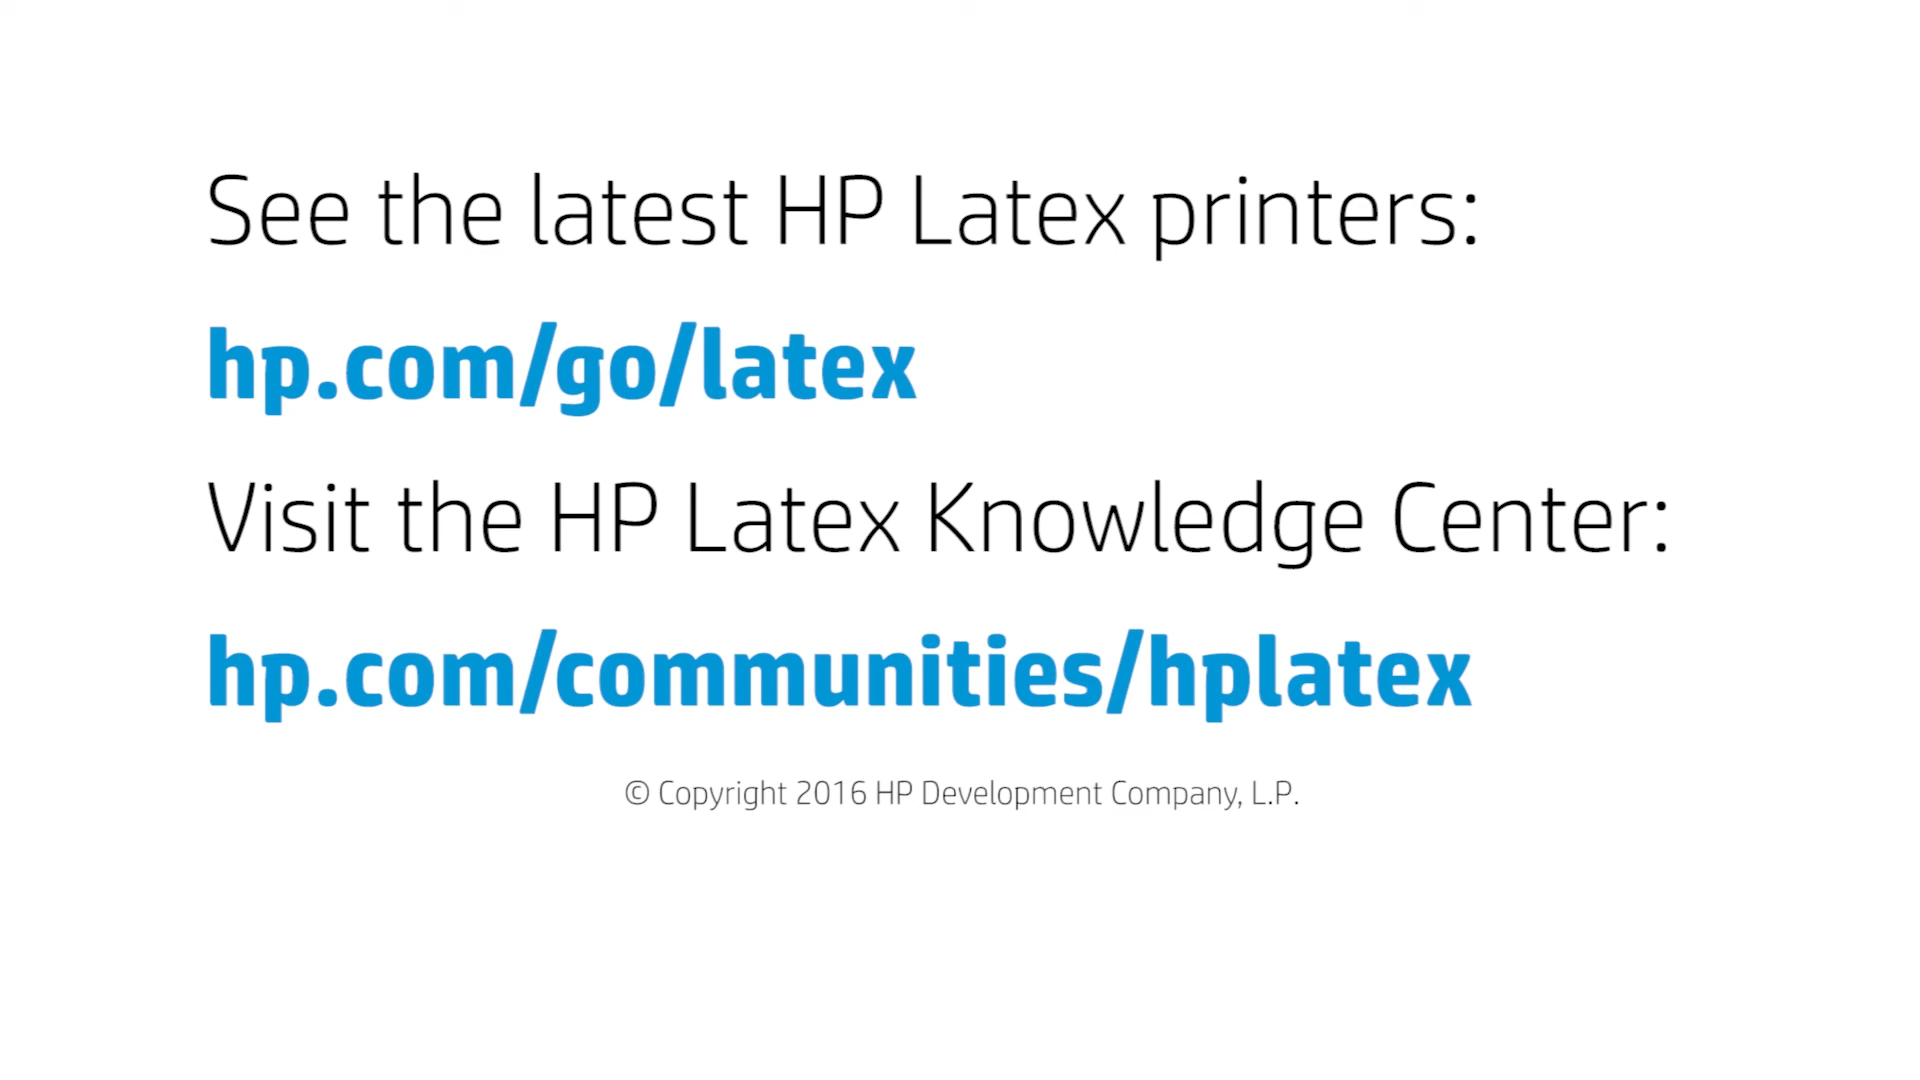 See the latest HP Latex printers:
hp.com/go/latex
Visit the HP Latex Knowledge Center:
hp.com/communities/hplatex
© Copyright 2016 HP Development Company, L.P.